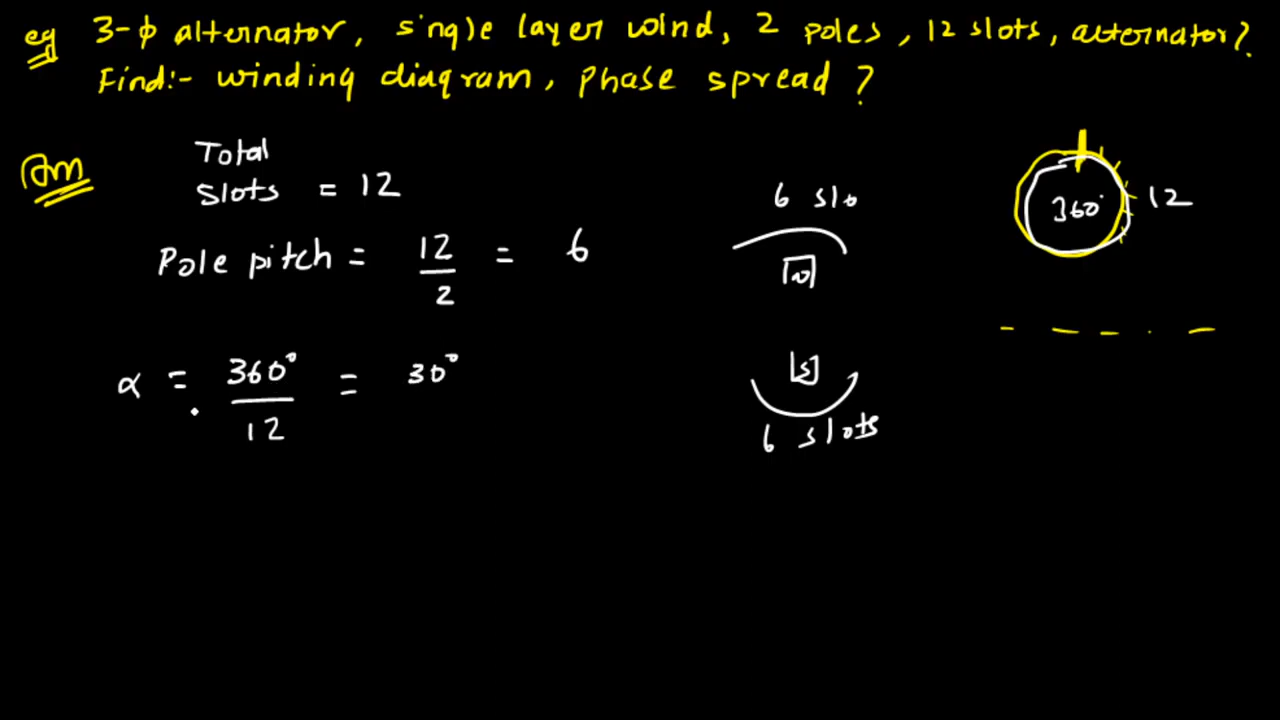 eg 3-φ alternator, single layer wind, 2 poles, 12 slots, alternator?
Find:- winding diagram, phase spread ?
Total
Slots = 12
Pole pitch = 12/2 = 6
α = 360°/12 = 30°
6 slo
N
S
6 slots
360°
12